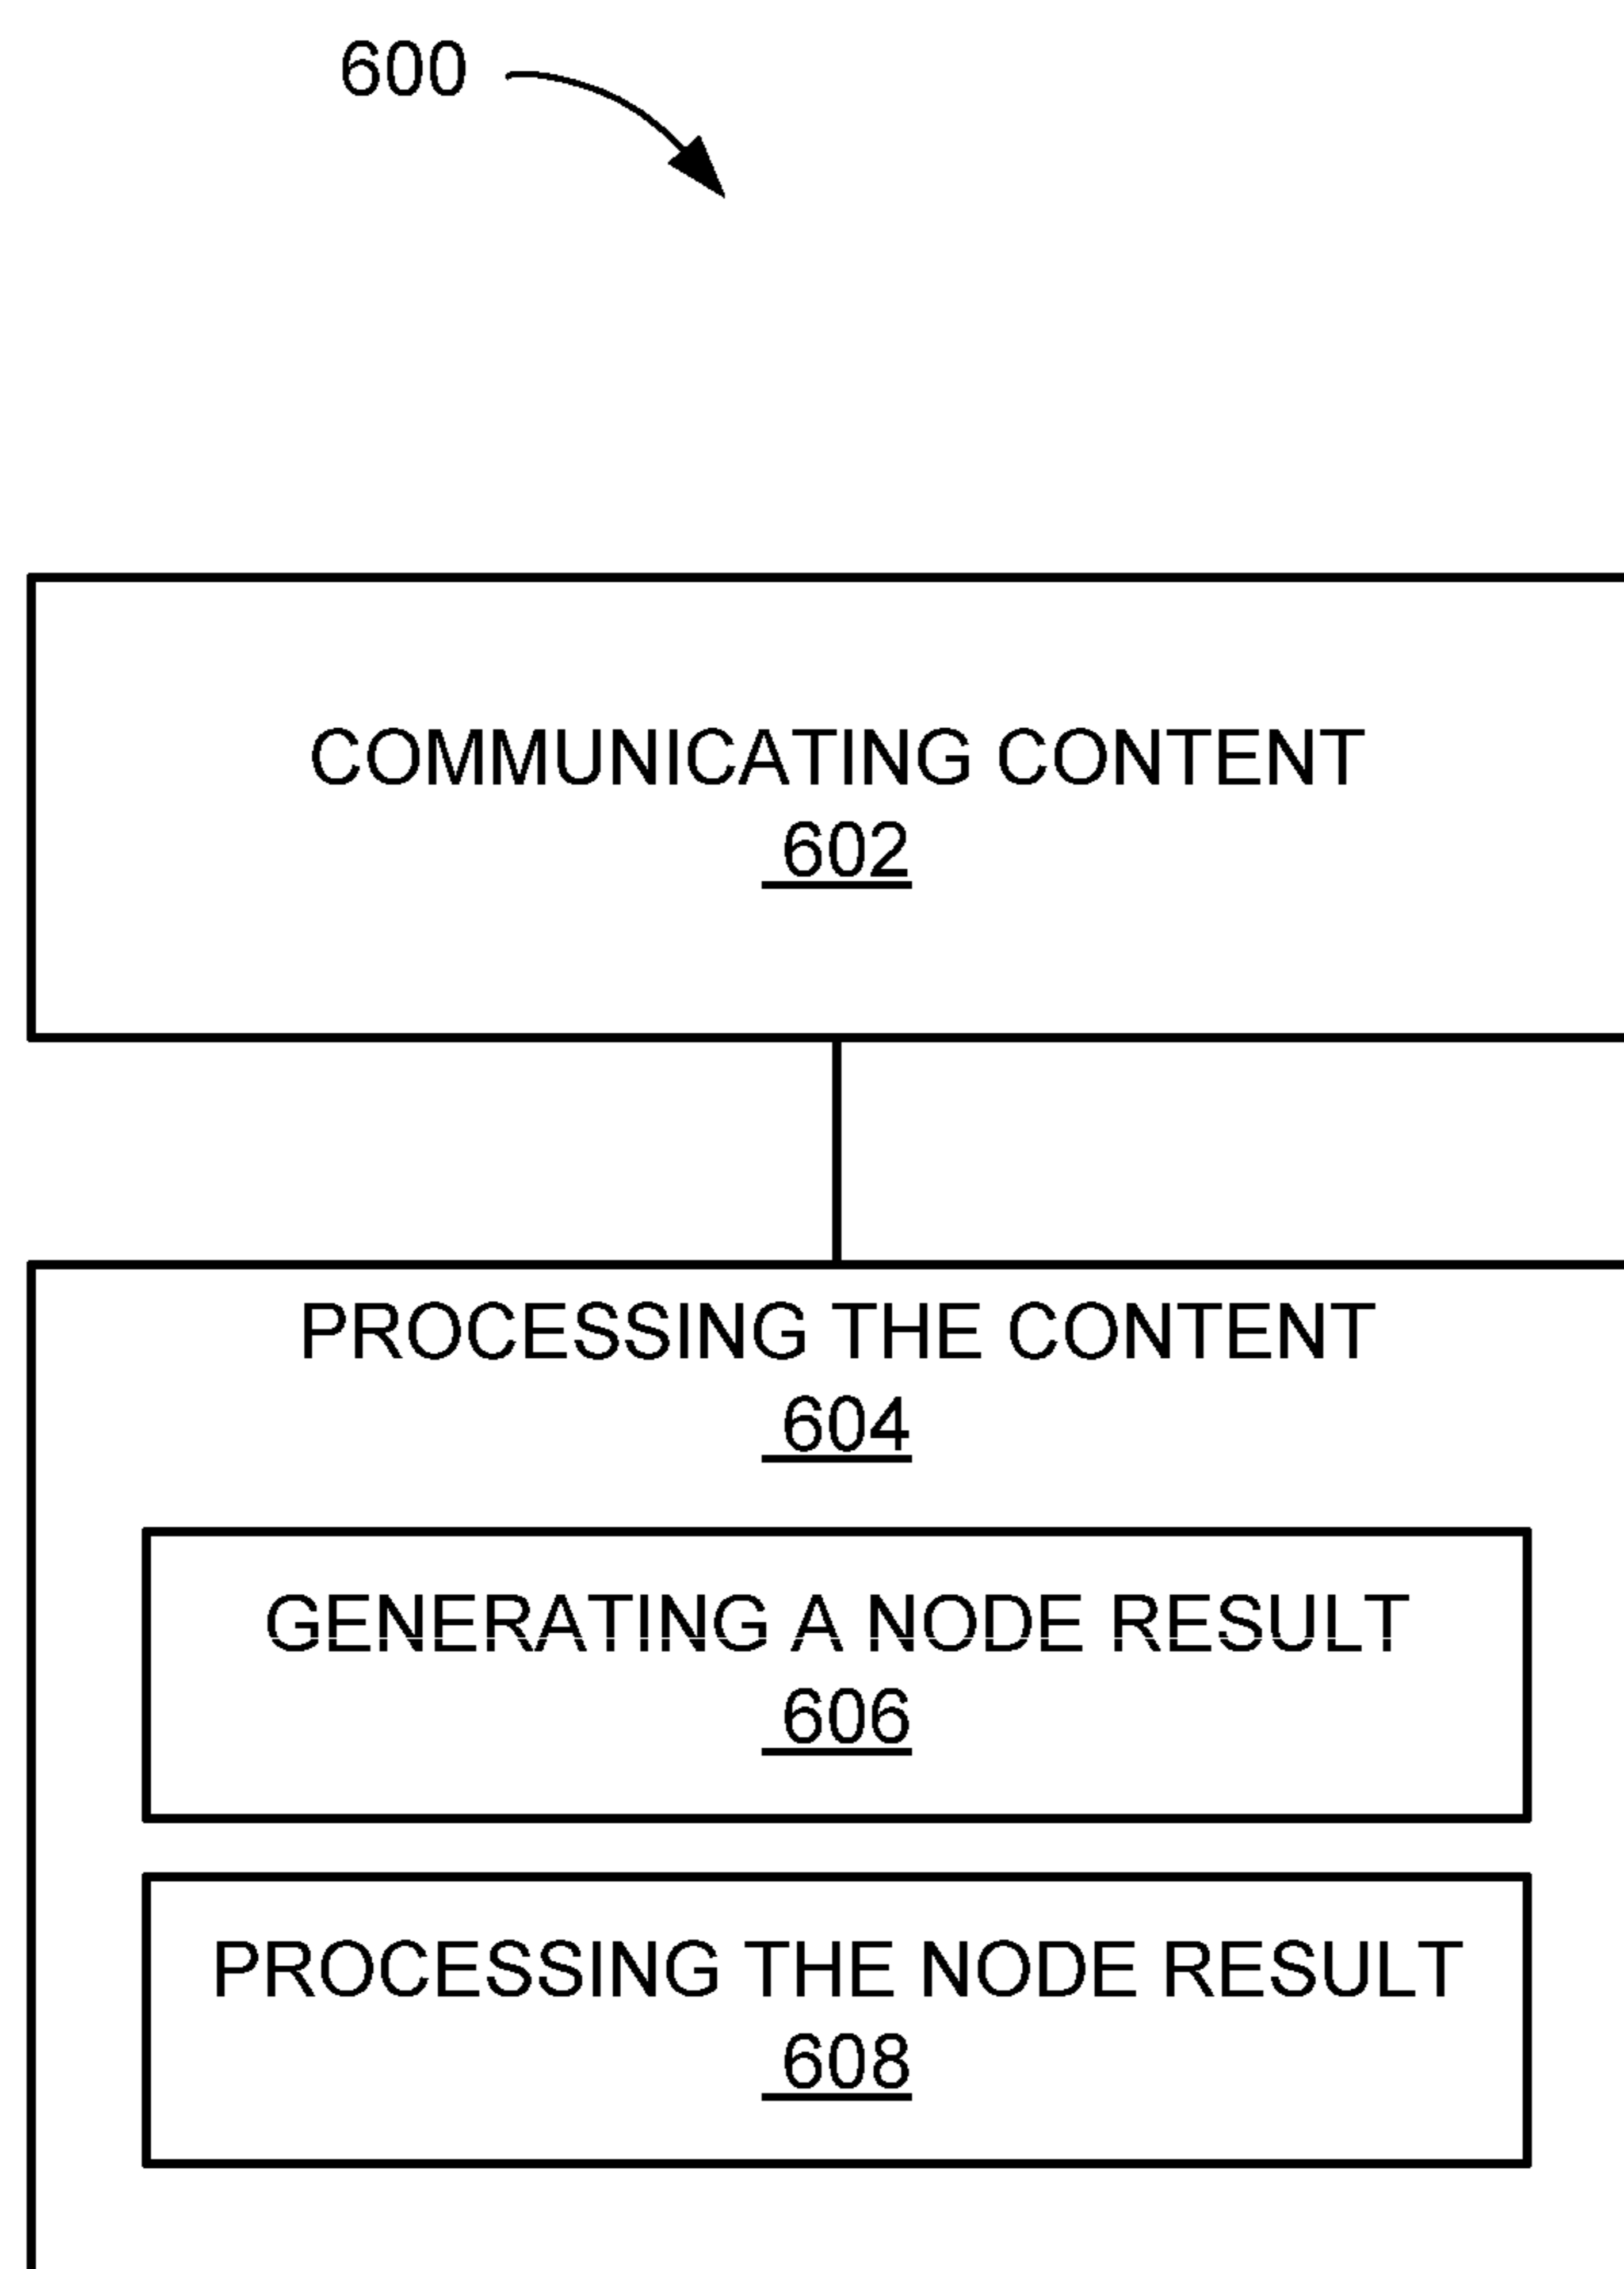 600
COMMUNICATING CONTENT
602
PROCESSING THE CONTENT
604
GENERATING A NODE RESULT
606
PROCESSING THE NODE RESULT
608